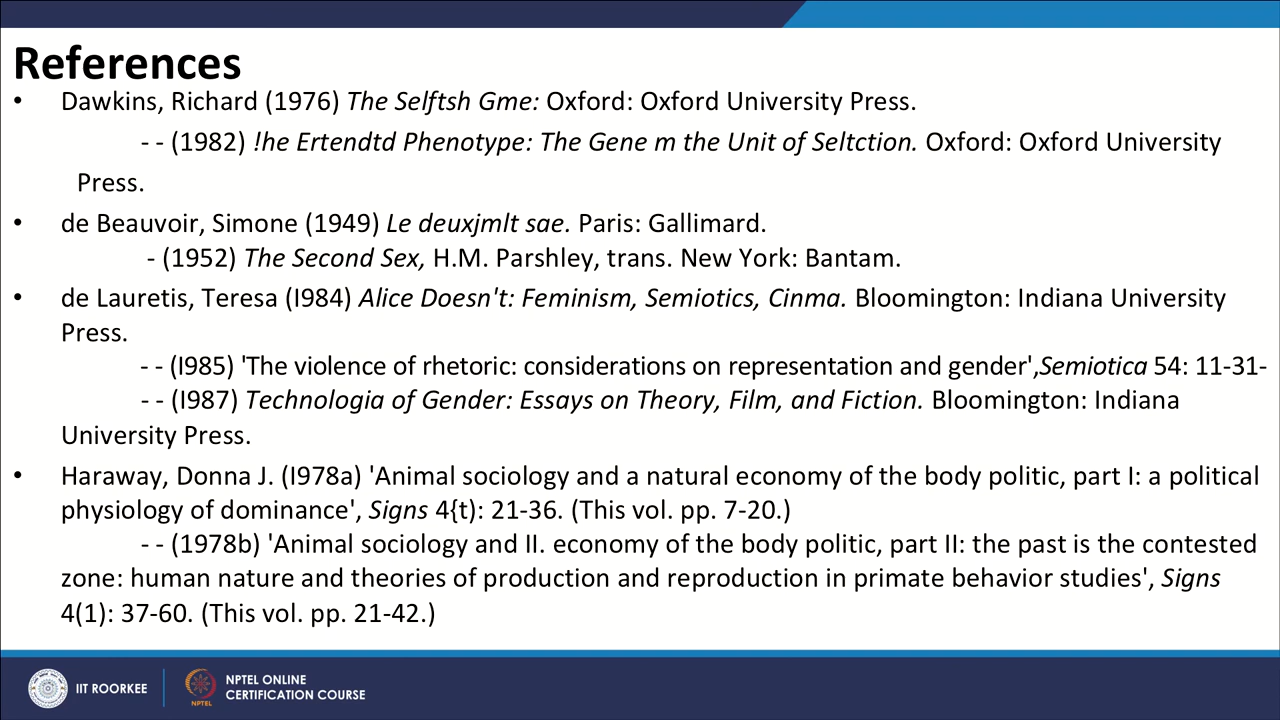 References
• Dawkins, Richard (1976) The Selftsh Gme: Oxford: Oxford University Press.
- - (1982) !he Ertendtd Phenotype: The Gene m the Unit of Seltction. Oxford: Oxford University
Press.
• de Beauvoir, Simone (1949) Le deuxjmlt sae. Paris: Gallimard.
- (1952) The Second Sex, H.M. Parshley, trans. New York: Bantam.
• de Lauretis, Teresa (I984) Alice Doesn't: Feminism, Semiotics, Cinma. Bloomington: Indiana University
Press.
- - (I985) 'The violence of rhetoric: considerations on representation and gender',Semiotica 54: 11-31-
- - (I987) Technologia of Gender: Essays on Theory, Film, and Fiction. Bloomington: Indiana
University Press.
• Haraway, Donna J. (I978a) 'Animal sociology and a natural economy of the body politic, part I: a political
physiology of dominance', Signs 4{t): 21-36. (This vol. pp. 7-20.)
- - (1978b) 'Animal sociology and II. economy of the body politic, part II: the past is the contested
zone: human nature and theories of production and reproduction in primate behavior studies', Signs
4(1): 37-60. (This vol. pp. 21-42.)
IIT ROORKEE
NPTEL
NPTEL ONLINE
CERTIFICATION COURSE